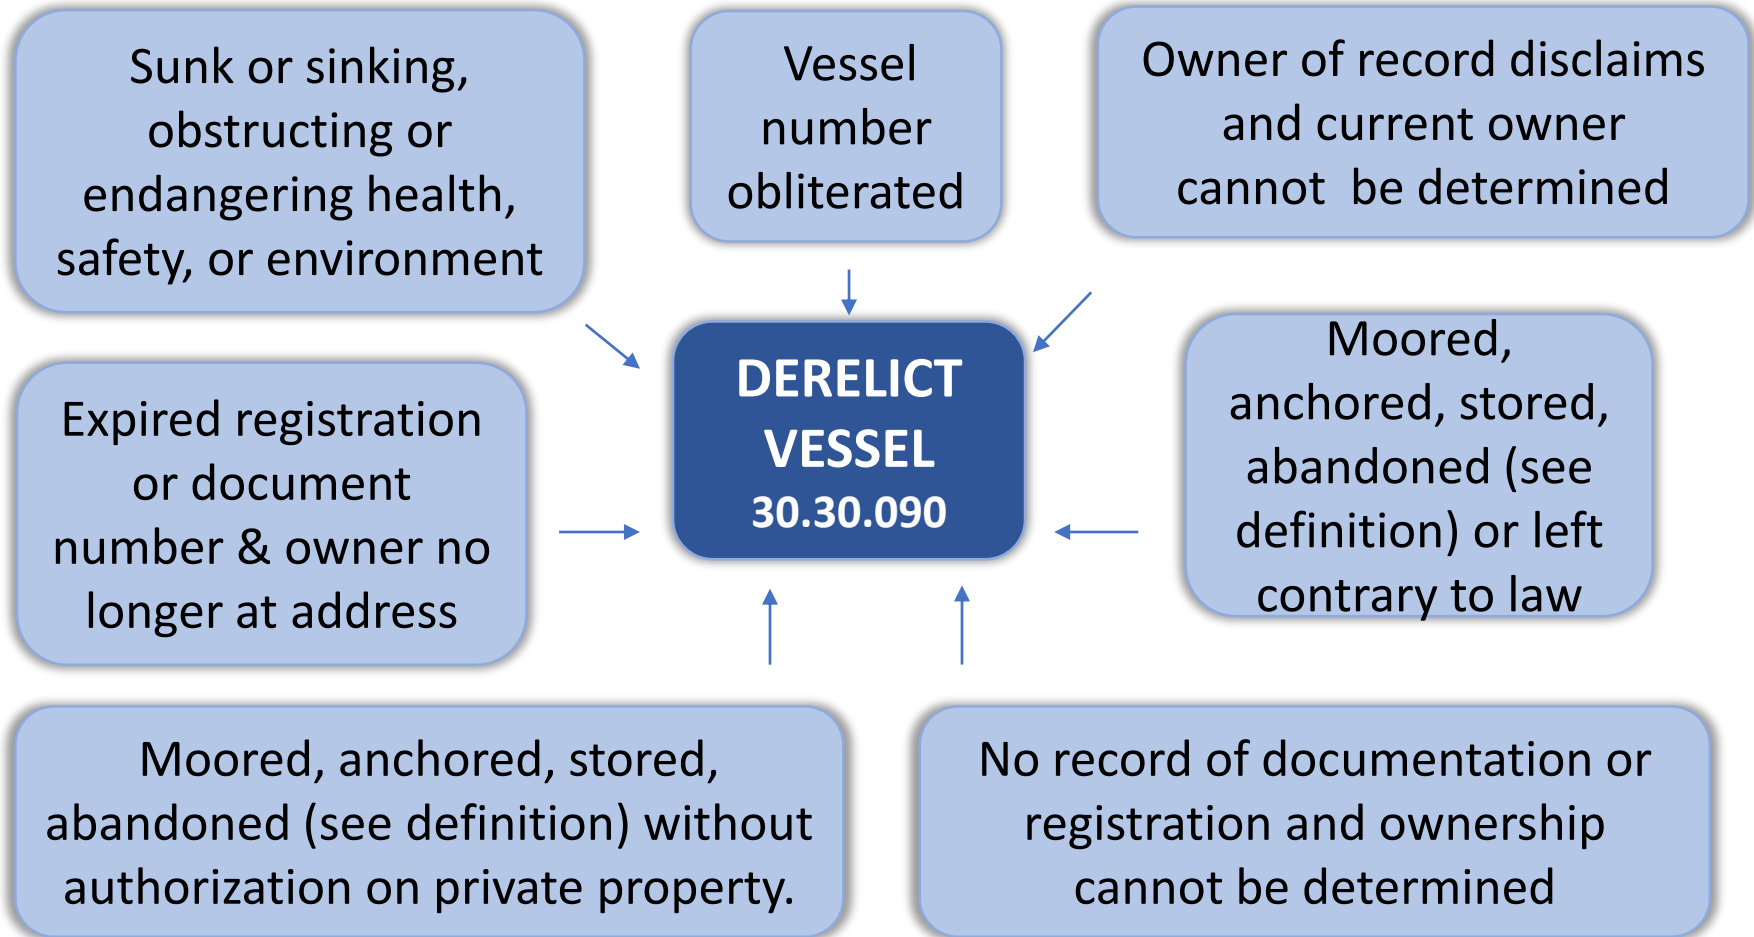 Sunk or sinking,
obstructing or
endangering health,
safety, or environment
Vessel
number
obliterated
Owner of record disclaims
and current owner
cannot  be determined
Expired registration
or document
number & owner no
longer at address
DERELICT
VESSEL
30.30.090
Moored,
anchored, stored,
abandoned (see
definition) or left
contrary to law
Moored, anchored, stored,
abandoned (see definition) without
authorization on private property.
No record of documentation or
registration and ownership
cannot be determined